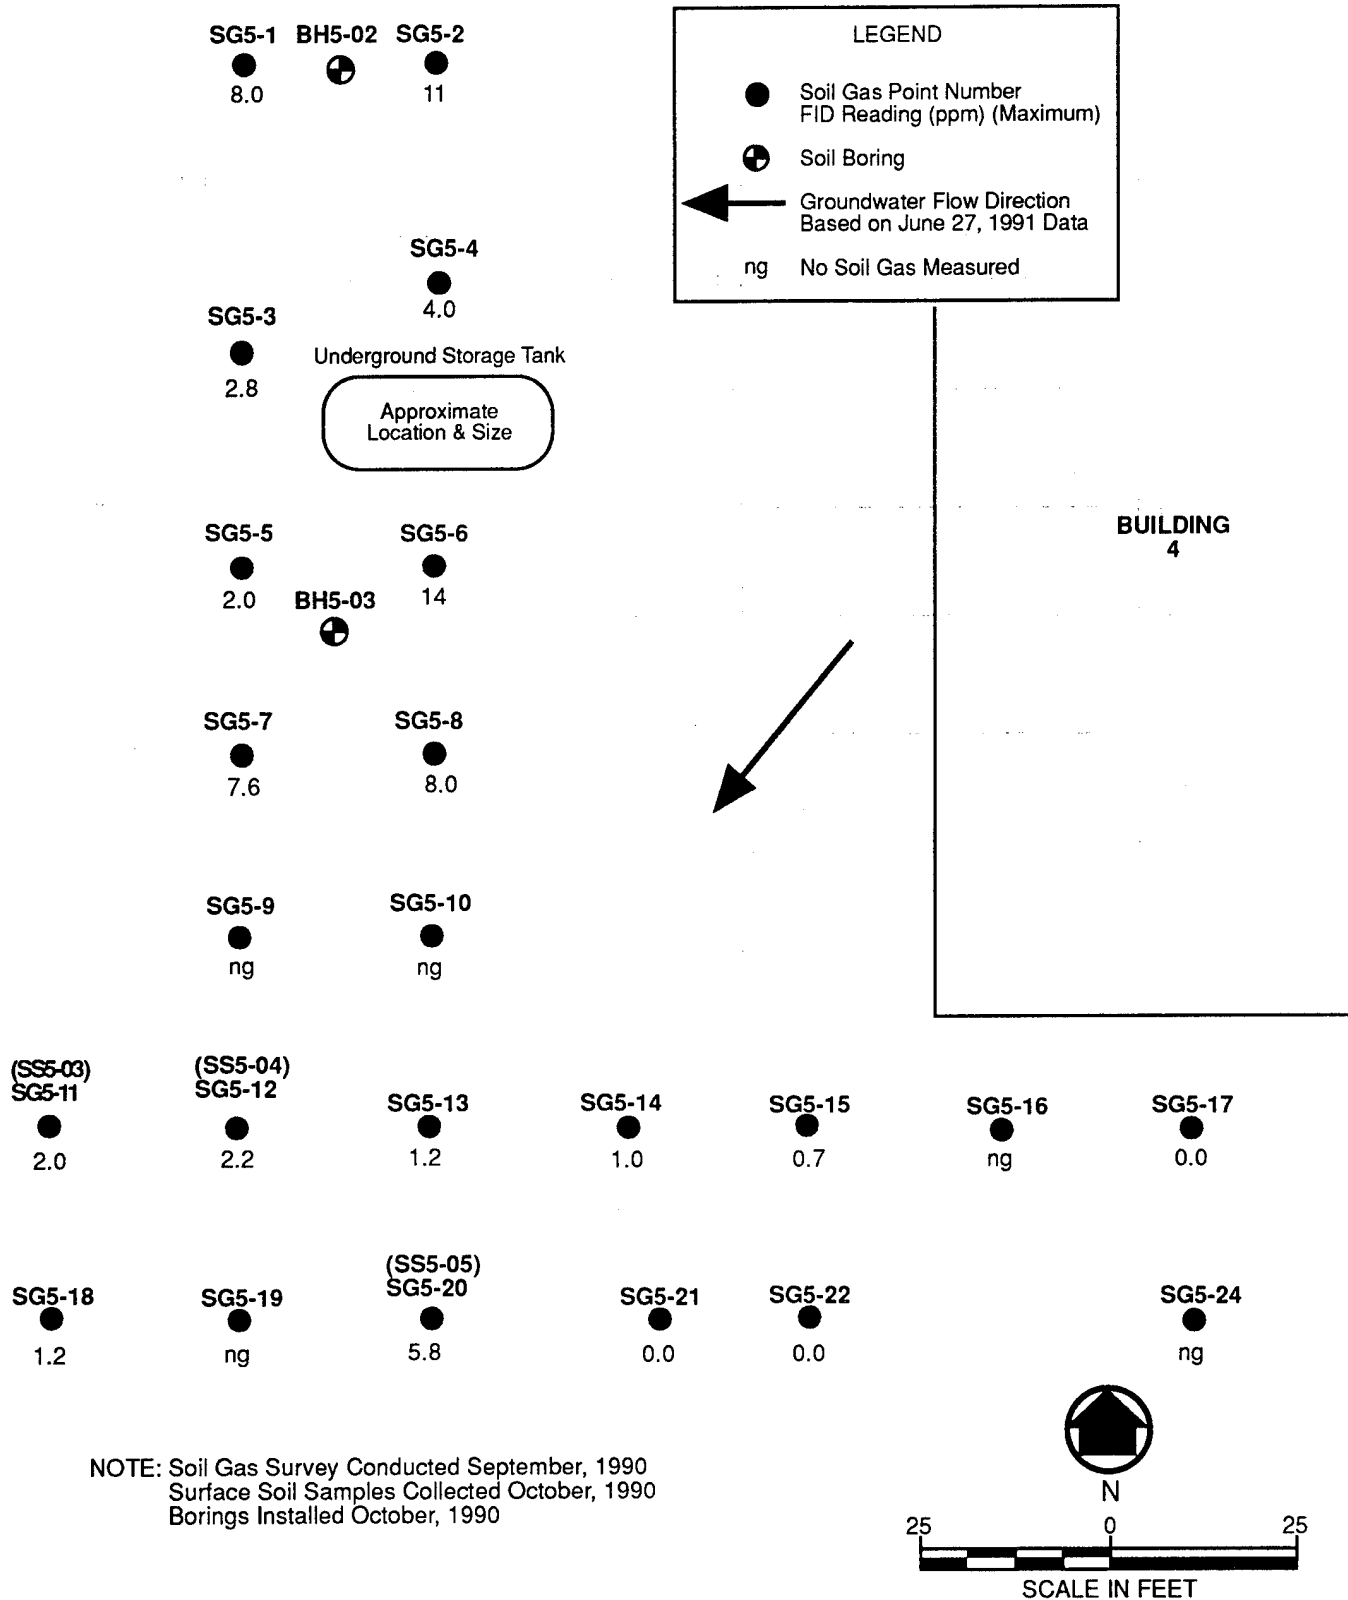 SG5-1 BH5-02 SG5-2
8.0 11
LEGEND
Soil Gas Point Number
FID Reading (ppm) (Maximum)
Soil Boring
Groundwater Flow Direction
Based on June 27, 1991 Data
ng No Soil Gas Measured
SG5-4
4.0
SG5-3
2.8
Underground Storage Tank
Approximate
Location & Size
BUILDING
4
SG5-5 SG5-6
2.0 14
BH5-03
SG5-7 SG5-8
7.6 8.0
SG5-9 SG5-10
ng ng
(SS5-03) (SS5-04)
SG5-11 SG5-12 SG5-13 SG5-14 SG5-15 SG5-16 SG5-17
2.0 2.2 1.2 1.0 0.7 ng 0.0
(SS5-05)
SG5-18 SG5-19 SG5-20 SG5-21 SG5-22 SG5-24
1.2 ng 5.8 0.0 0.0 ng
NOTE: Soil Gas Survey Conducted September, 1990
Surface Soil Samples Collected October, 1990
Borings Installed October, 1990
N
25 0 25
SCALE IN FEET